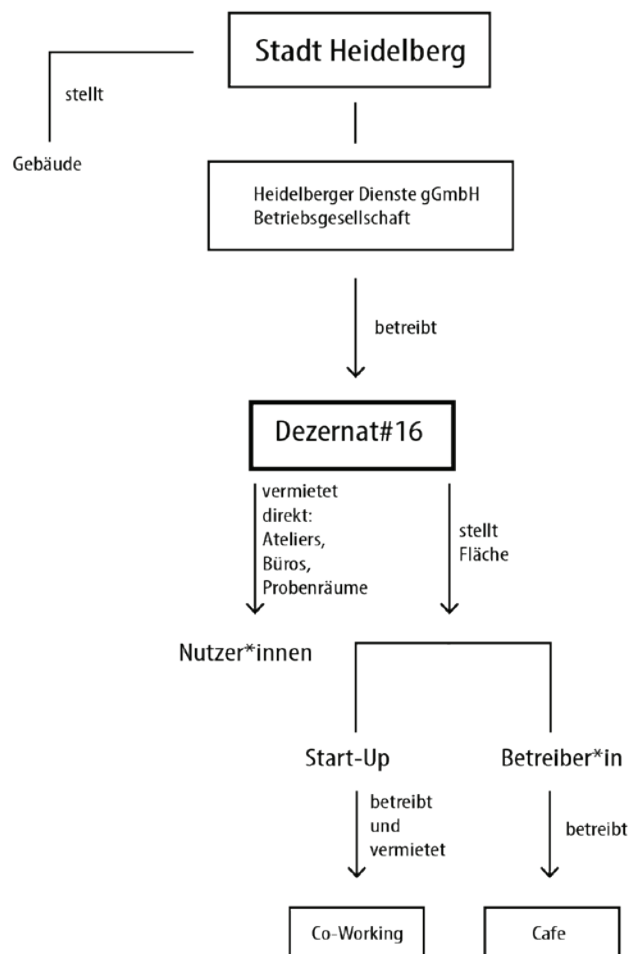 Stadt Heidelberg
stellt
Gebäude
Heidelberger Dienste gGmbH
Betriebsgesellschaft
betreibt
Dezernat#16
vermietet
direkt:
Ateliers,
Büros,
Probenräume
stellt
Fläche
Nutzer*innen
Start-Up
Betreiber*in
betreibt
und
vermietet
betreibt
Co-Working
Cafe